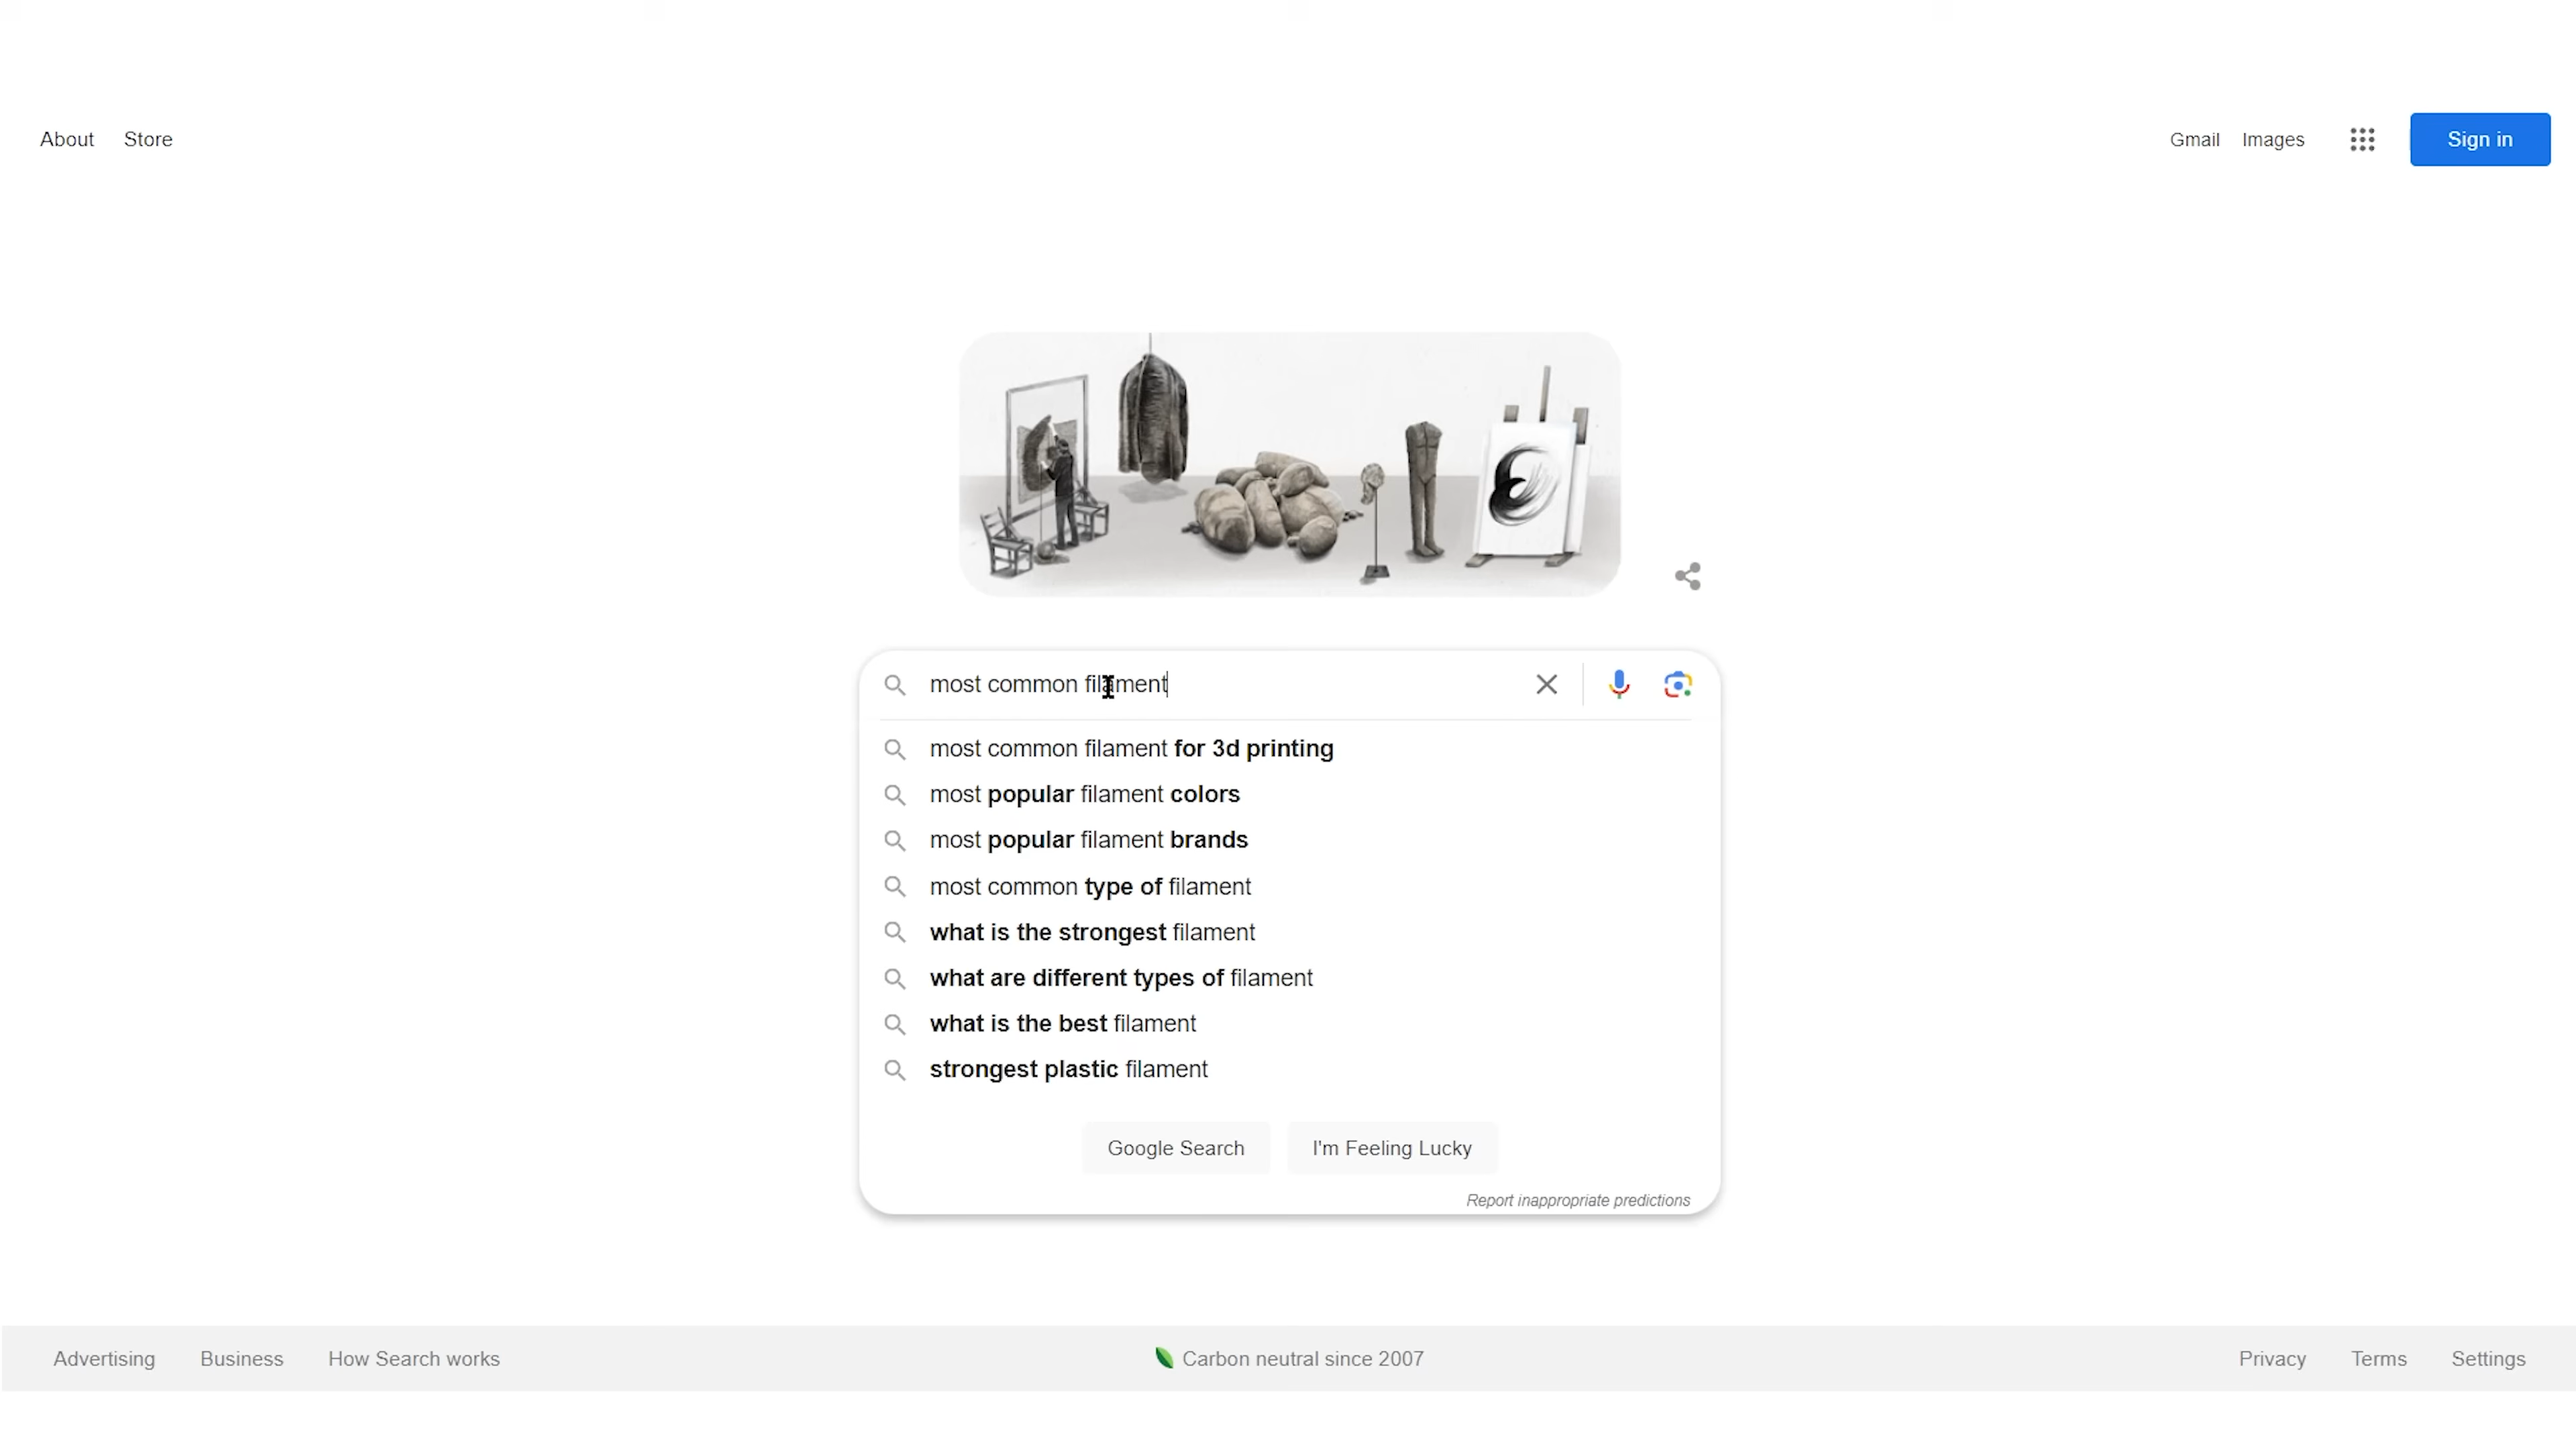 About Store
Gmail Images Sign in
most common filament
most common filament for 3d printing
most popular filament colors
most popular filament brands
most common type of filament
what is the strongest filament
what are different types of filament
what is the best filament
strongest plastic filament
Google Search I'm Feeling Lucky
Report inappropriate predictions
Advertising Business How Search works
Carbon neutral since 2007
Privacy Terms Settings